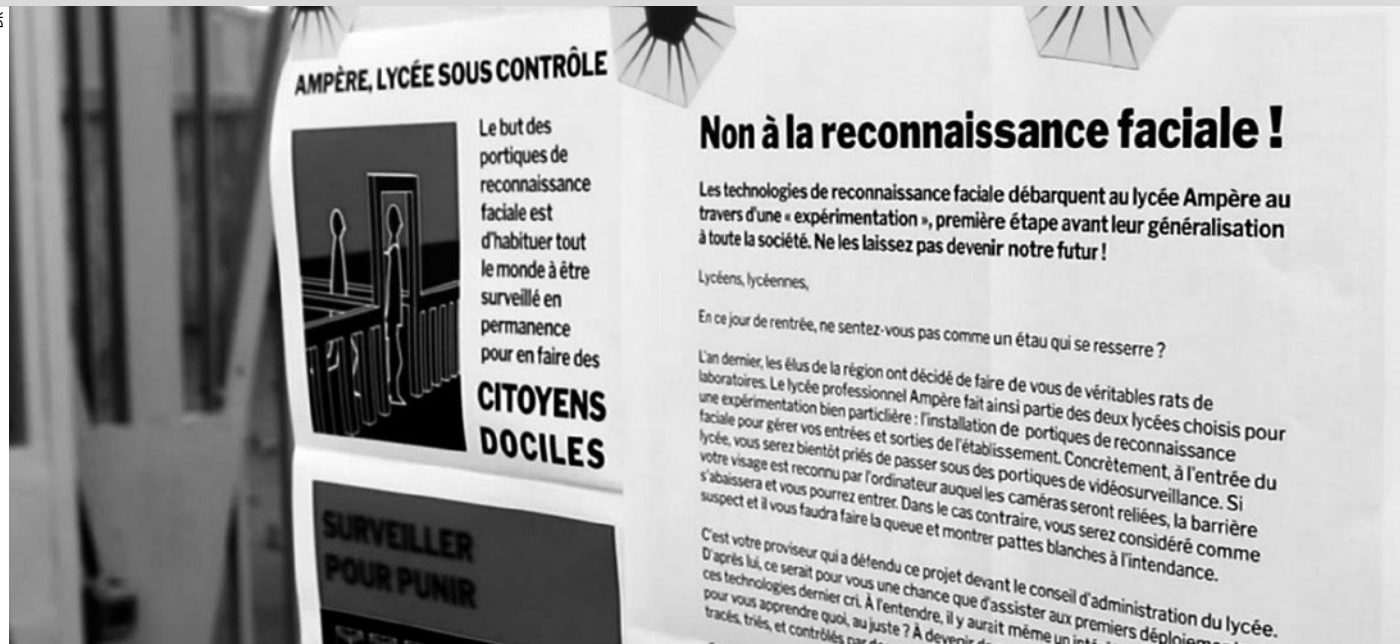 AMPÈRE, LYCÉE SOUS CONTRÔLE
Le but des
portiques de
reconnaissance
faciale est
d'habituer tout
le monde à être
surveillé en
permanence
pour en faire des
CITOYENS
DOCILES
SURVEILLER
POUR PUNIR
Non à la reconnaissance faciale !
Les technologies de reconnaissance faciale débarquent au lycée Ampère au
travers d'une « expérimentation », première étape avant leur généralisation
à toute la société. Ne les laissez pas devenir notre futur !
Lycéens, lycéennes,
En ce jour de rentrée, ne sentez-vous pas comme un étau qui se resserre ?
L'an dernier, les élus de la région ont décidé de faire de vous de véritables rats de
laboratoires. Le lycée professionnel Ampère fait ainsi partie des deux lycées choisis pour
une expérimentation bien particlière : l'installation de portiques de reconnaissance
faciale pour gérer vos entrées et sorties de l'établissement. Concrètement, à l'entrée du
lycée, vous serez bientôt priés de passer sous des portiques de vidéosurveillance. Si
votre visage est reconnu par l'ordinateur auquel les caméras seront reliées, la barrière
s'abaissera et vous pourrez entrer. Dans le cas contraire, vous serez considéré comme
suspect et il vous faudra faire la queue et montrer pattes blanches à l'intendance.
C'est votre proviseur qui a défendu ce projet devant le conseil d'administration du lycée.
D'après lui, ce serait pour vous une chance que d'assister aux premiers
ces technologies dernier cri. À l'entendre, il y aurait même un
pour vous apprendre quoi, au juste ? À devenir
tracés, triés, et contrôlés